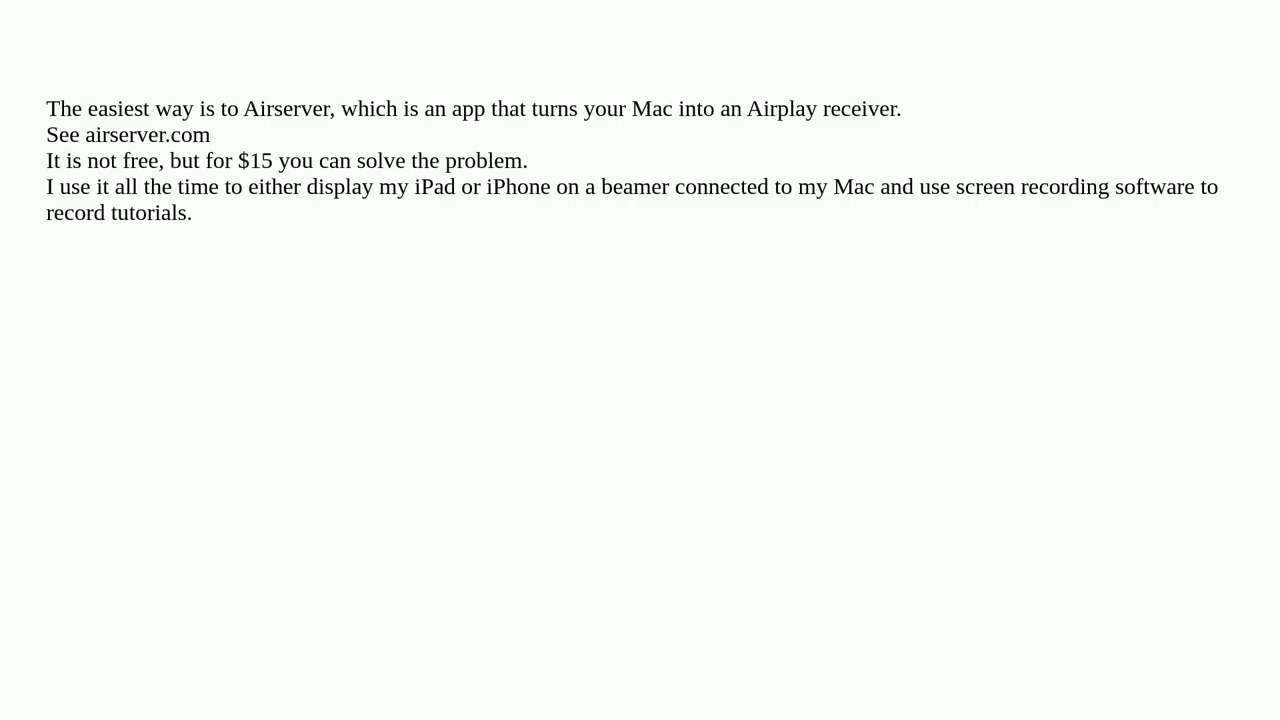 The easiest way is to Airserver, which is an app that turns your Mac into an Airplay receiver.
See airserver.com
It is not free, but for $15 you can solve the problem.
I use it all the time to either display my iPad or iPhone on a beamer connected to my Mac and use screen recording software to
record tutorials.